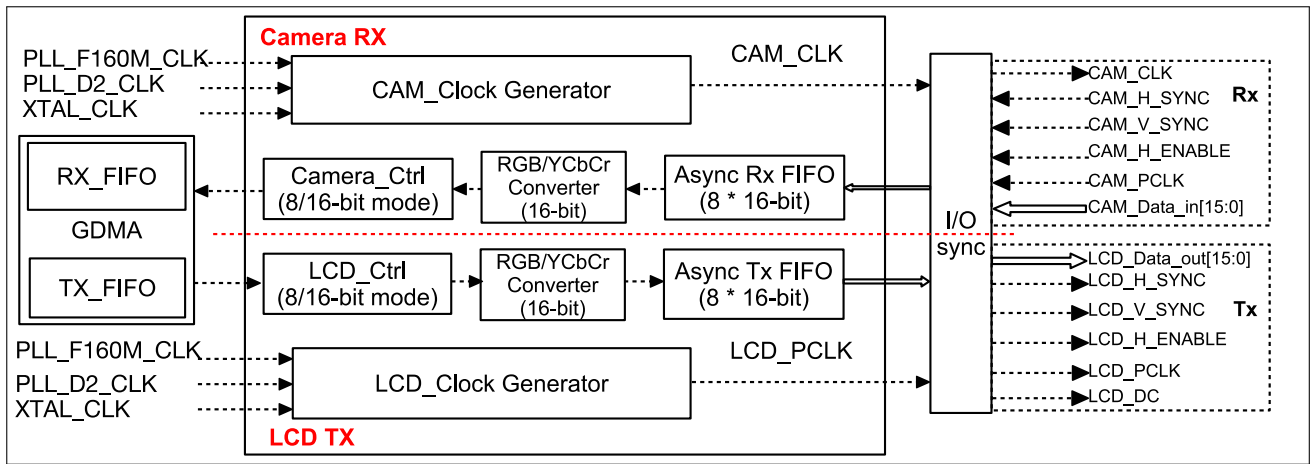 Camera RX
PLL_F160M_CLK
PLL_D2_CLK
XTAL_CLK
CAM_Clock Generator
CAM_CLK
RX_FIFO
GDMA
TX_FIFO
Camera_Ctrl
(8/16-bit mode)
RGB/YCbCr
Converter
(16-bit)
Async Rx FIFO
(8 * 16-bit)
LCD_Ctrl
(8/16-bit mode)
RGB/YCbCr
Converter
(16-bit)
Async Tx FIFO
(8 * 16-bit)
PLL_F160M_CLK
PLL_D2_CLK
XTAL_CLK
LCD_Clock Generator
LCD_PCLK
LCD TX
I/O
sync
CAM_CLK
CAM_H_SYNC
Rx
CAM_V_SYNC
CAM_H_ENABLE
CAM_PCLK
CAM_Data_in[15:0]
LCD_Data_out[15:0]
LCD_H_SYNC
LCD_V_SYNC
Tx
LCD_H_ENABLE
LCD_PCLK
LCD_DC